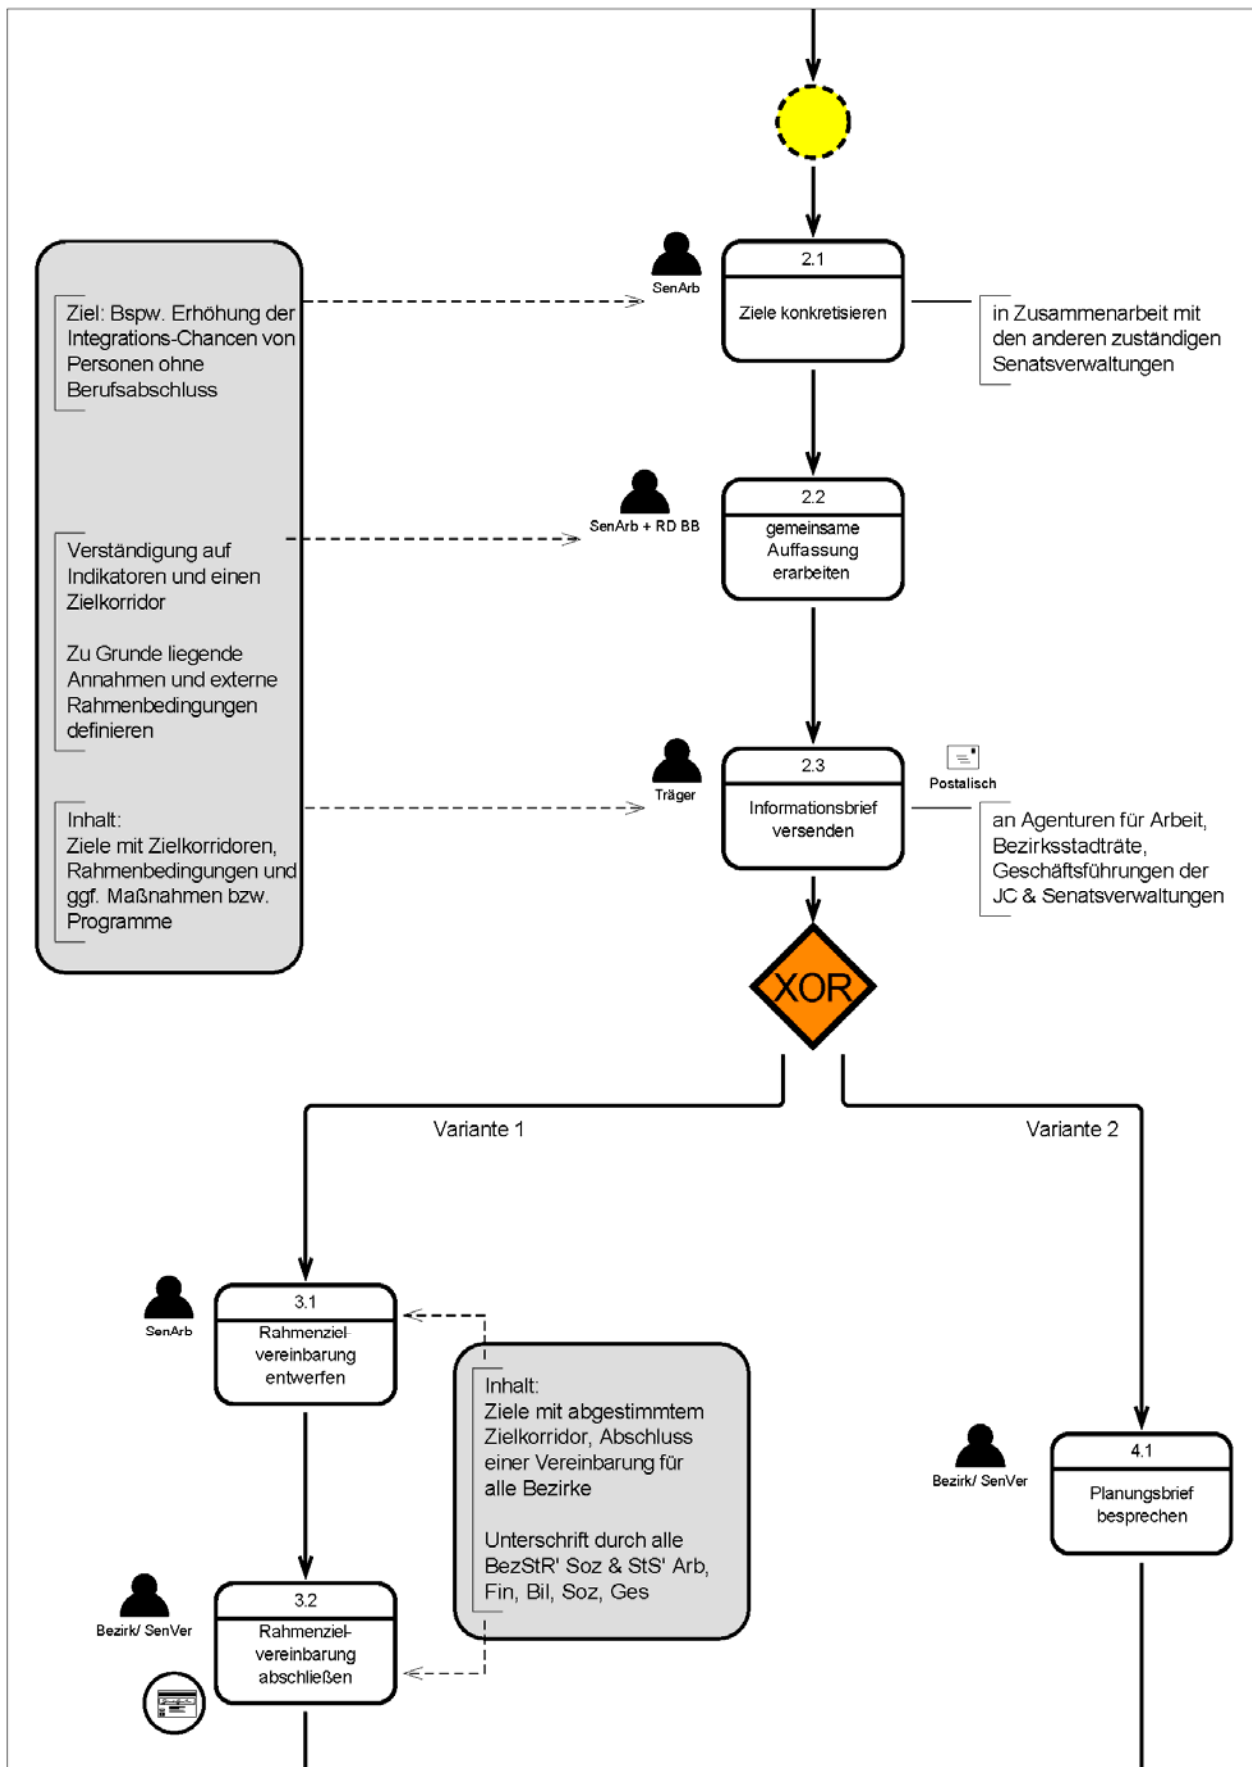 SenArb
2.1
Ziele konkretisieren
Ziel: Bspw. Erhöhung der
Integrations-Chancen von
Personen ohne
Berufsabschluss
in Zusammenarbeit mit
den anderen zuständigen
Senatsverwaltungen
SenArb + RD BB
2.2
gemeinsame
Auffassung
erarbeiten
Verständigung auf
Indikatoren und einen
Zielkorridor
Zu Grunde liegende
Annahmen und externe
Rahmenbedingungen
definieren
Träger
2.3
Informationsbrief
versenden
Postalisch
Inhalt:
Ziele mit Zielkorridoren,
Rahmenbedingungen und
ggf. Maßnahmen bzw.
Programme
an Agenturen für Arbeit,
Bezirksstadträte,
Geschäftsführungen der
JC & Senatsverwaltungen
XOR
Variante 1
Variante 2
SenArb
3.1
Rahmenziel-
vereinbarung
entwerfen
Inhalt:
Ziele mit abgestimmtem
Zielkorridor, Abschluss
einer Vereinbarung für
alle Bezirke
Unterschrift durch alle
BezStR' Soz & StS' Arb,
Fin, Bil, Soz, Ges
Bezirk/ SenVer
4.1
Planungsbrief
besprechen
Bezirk/ SenVer
3.2
Rahmenziel-
vereinbarung
abschließen